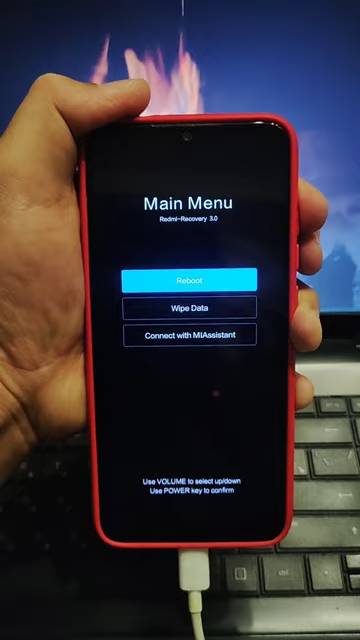 Main Menu
Redmi-Recovery 3.0
Reboot
Wipe Data
Connect with MIAssistant
Use VOLUME to select up/down
Use POWER key to confirm
ctrl